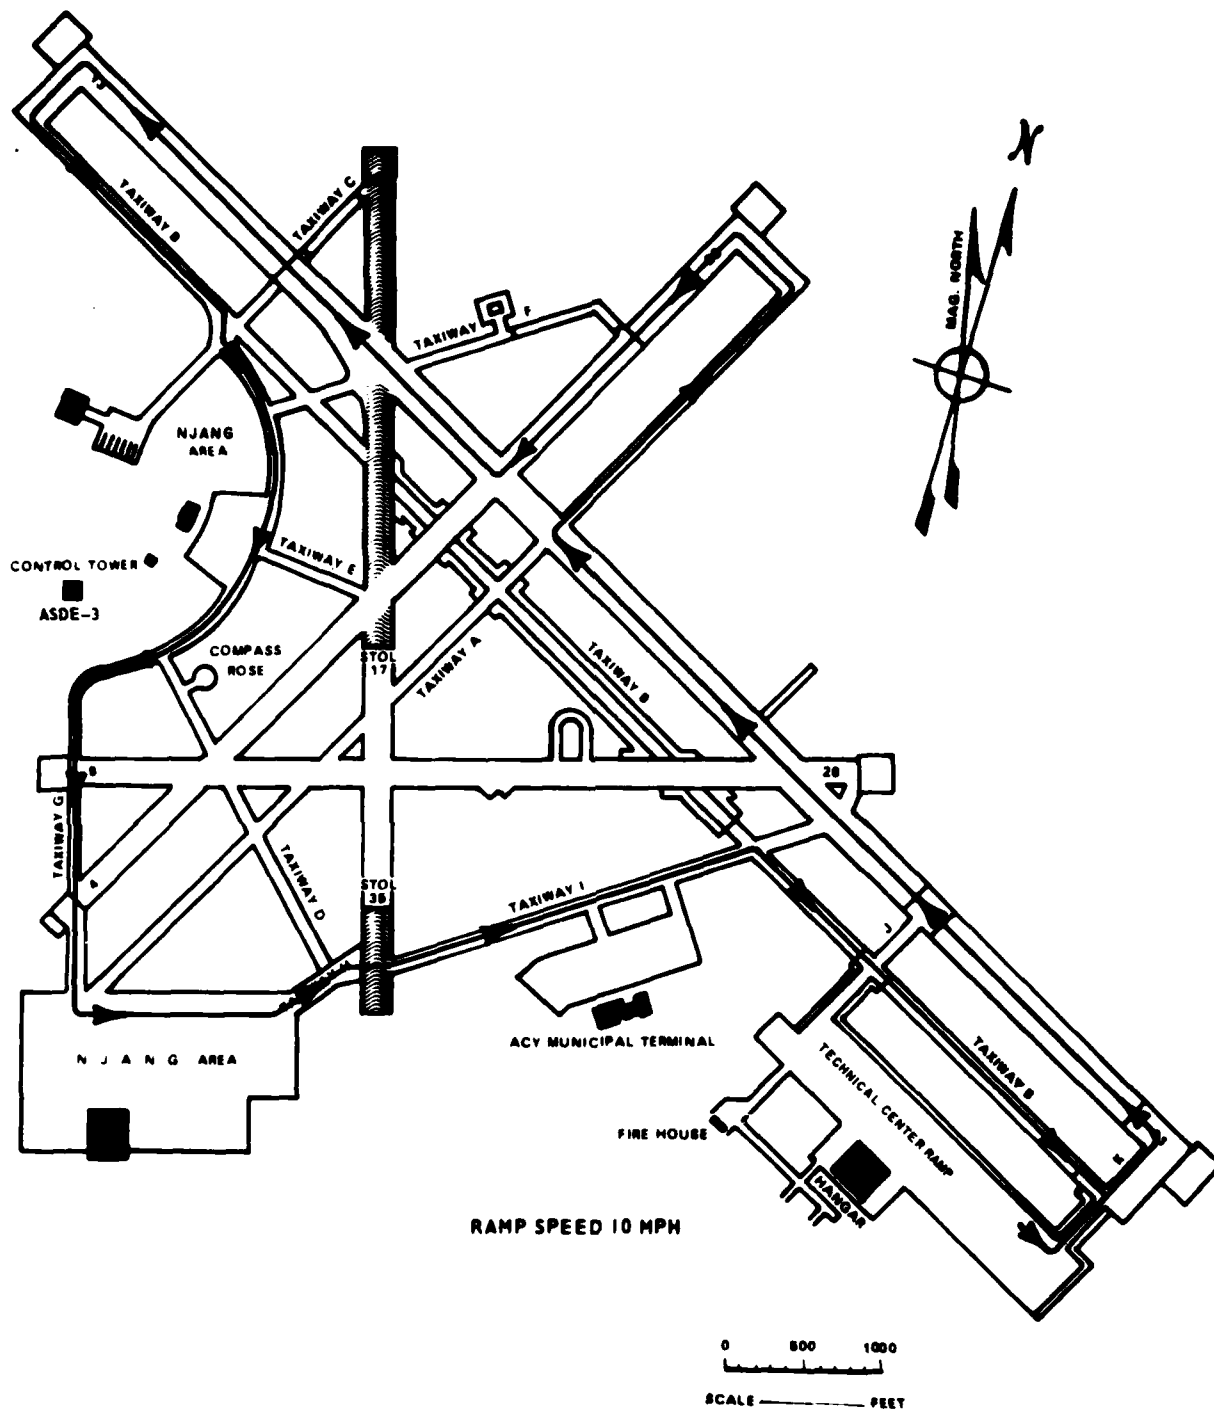 13
N
TAXIWAY B
TAXIWAY C
MAG. NORTH
TAXIWAY F
NJANG
AREA
CONTROL TOWER
ASDE-3
TAXIWAY E
COMPASS
ROSE
STOL
17
TAXIWAY A
TAXIWAY B
8
26
TAXIWAY G
4
TAXIWAY D
STOL
35
TAXIWAY I
J
NJANG AREA
ACY MUNICIPAL TERMINAL
TAXIWAY B
TECHNICAL CENTER RAMP
K
FIRE HOUSE
HANGAR
RAMP SPEED 10 MPH
0 500 1000
SCALE FEET